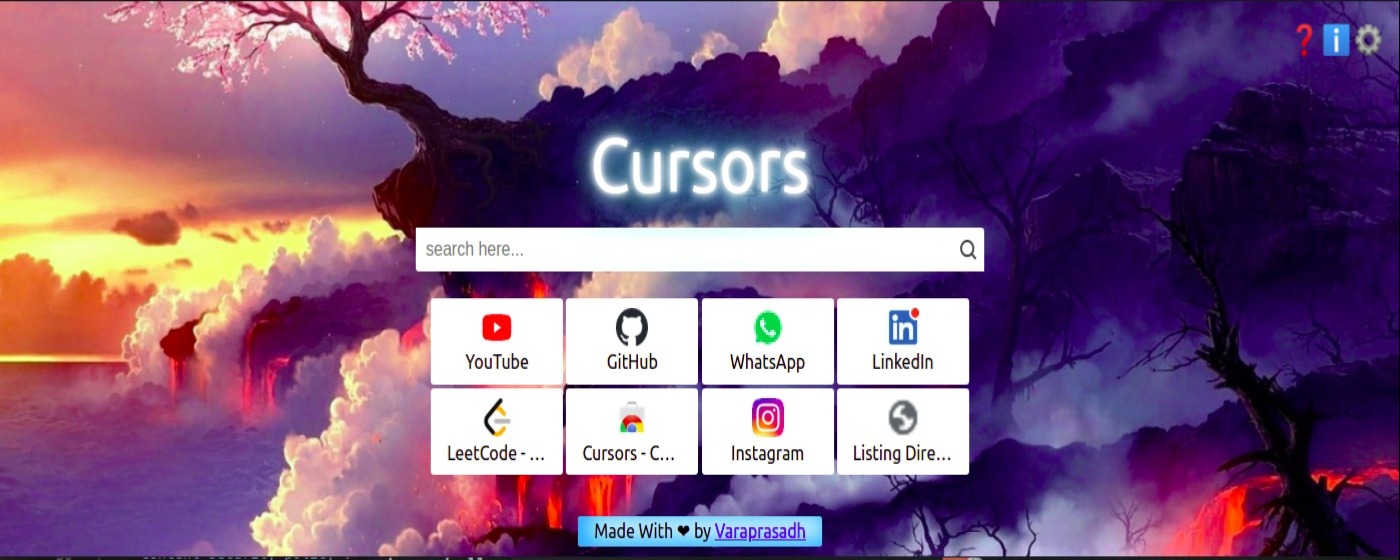 Cursors
search here...
YouTube
GitHub
WhatsApp
LinkedIn
LeetCode - ...
Cursors - C...
Instagram
Listing Dire...
Made With ❤ by Varaprasadh